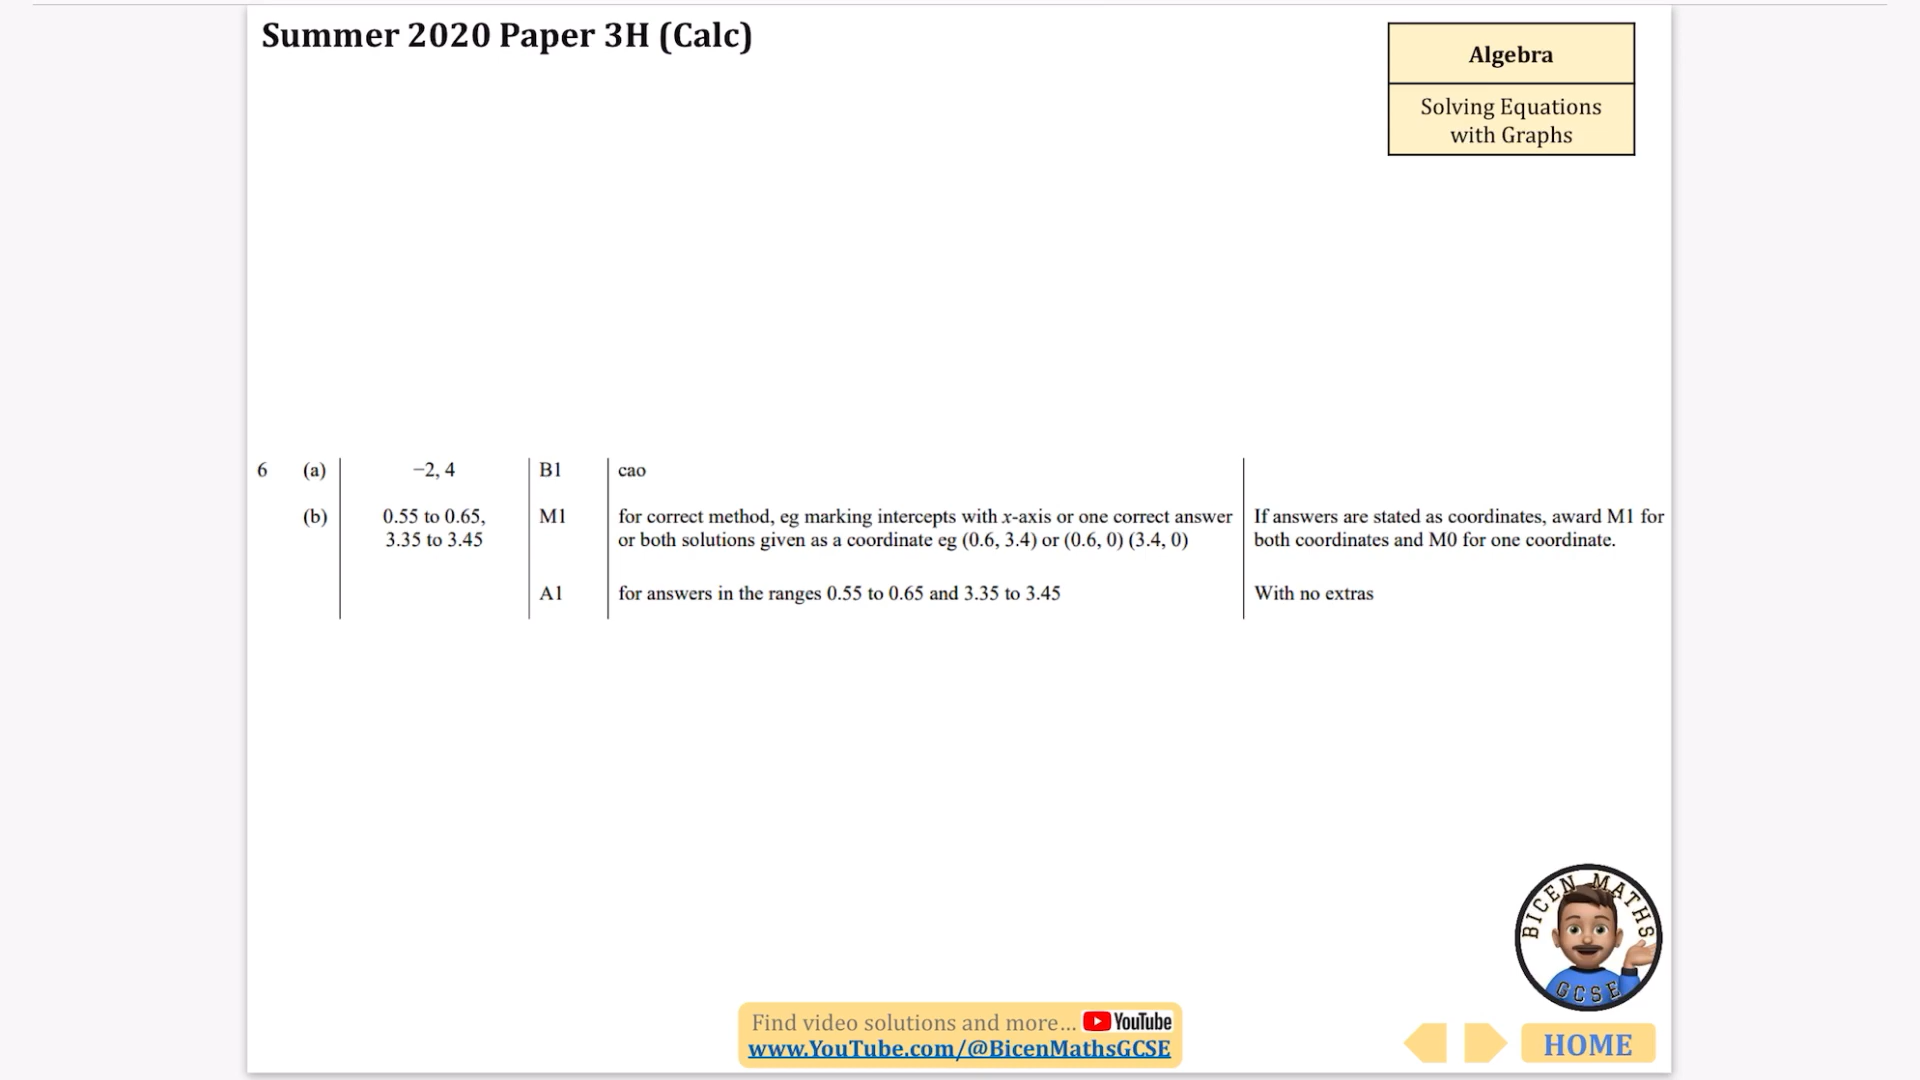 Summer 2020 Paper 3H (Calc)
Algebra
Solving Equations
with Graphs
6 (a) −2, 4 B1 cao
(b) 0.55 to 0.65, M1 for correct method, eg marking intercepts with x-axis or one correct answer If answers are stated as coordinates, award M1 for
3.35 to 3.45 or both solutions given as a coordinate eg (0.6, 3.4) or (0.6, 0) (3.4, 0) both coordinates and M0 for one coordinate.
A1 for answers in the ranges 0.55 to 0.65 and 3.35 to 3.45 With no extras
BICEN MATHS
GCSE
Find video solutions and more... YouTube
www.YouTube.com/@BicenMathsGCSE
HOME